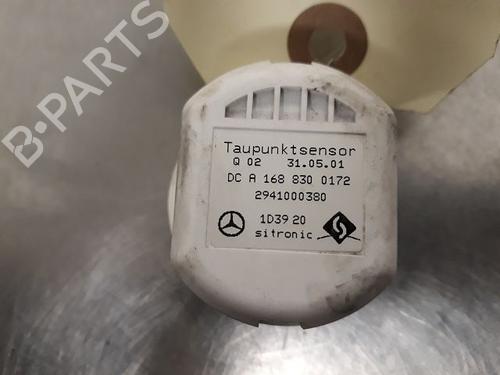 Taupunktsensor
Q 02 31.05.01
DC A 168 830 0172
2941000380
1D39 20
sitronic
B-PARTS